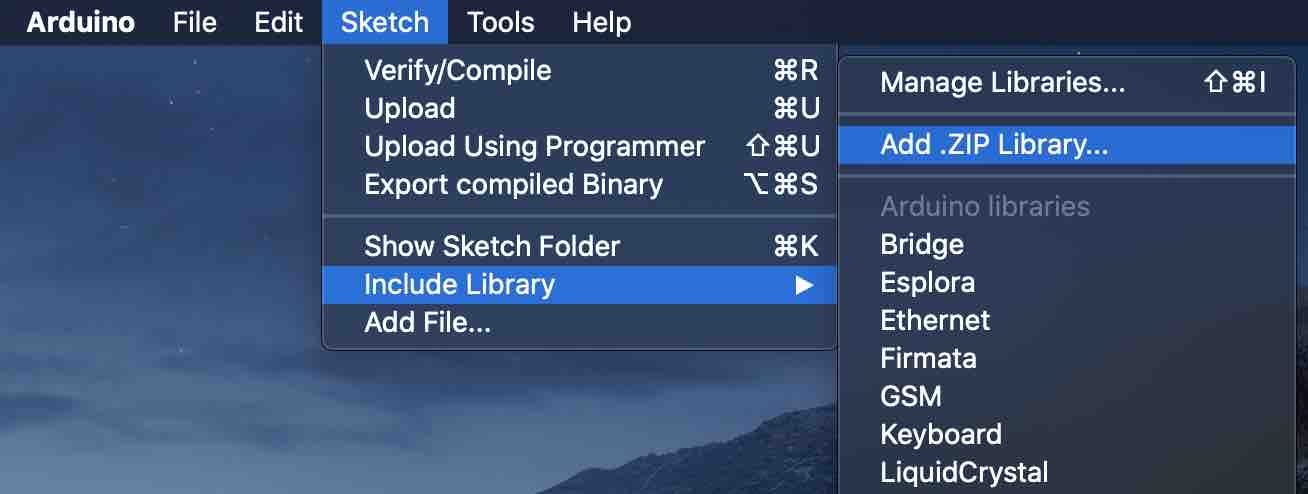 Arduino File Edit Sketch Tools Help
Verify/Compile ⌘R
Upload ⌘U
Upload Using Programmer ⇧⌘U
Export compiled Binary ⌥⌘S
Show Sketch Folder ⌘K
Include Library ▶
Add File...
Manage Libraries... ⇧⌘I
Add .ZIP Library...
Arduino libraries
Bridge
Esplora
Ethernet
Firmata
GSM
Keyboard
LiquidCrystal